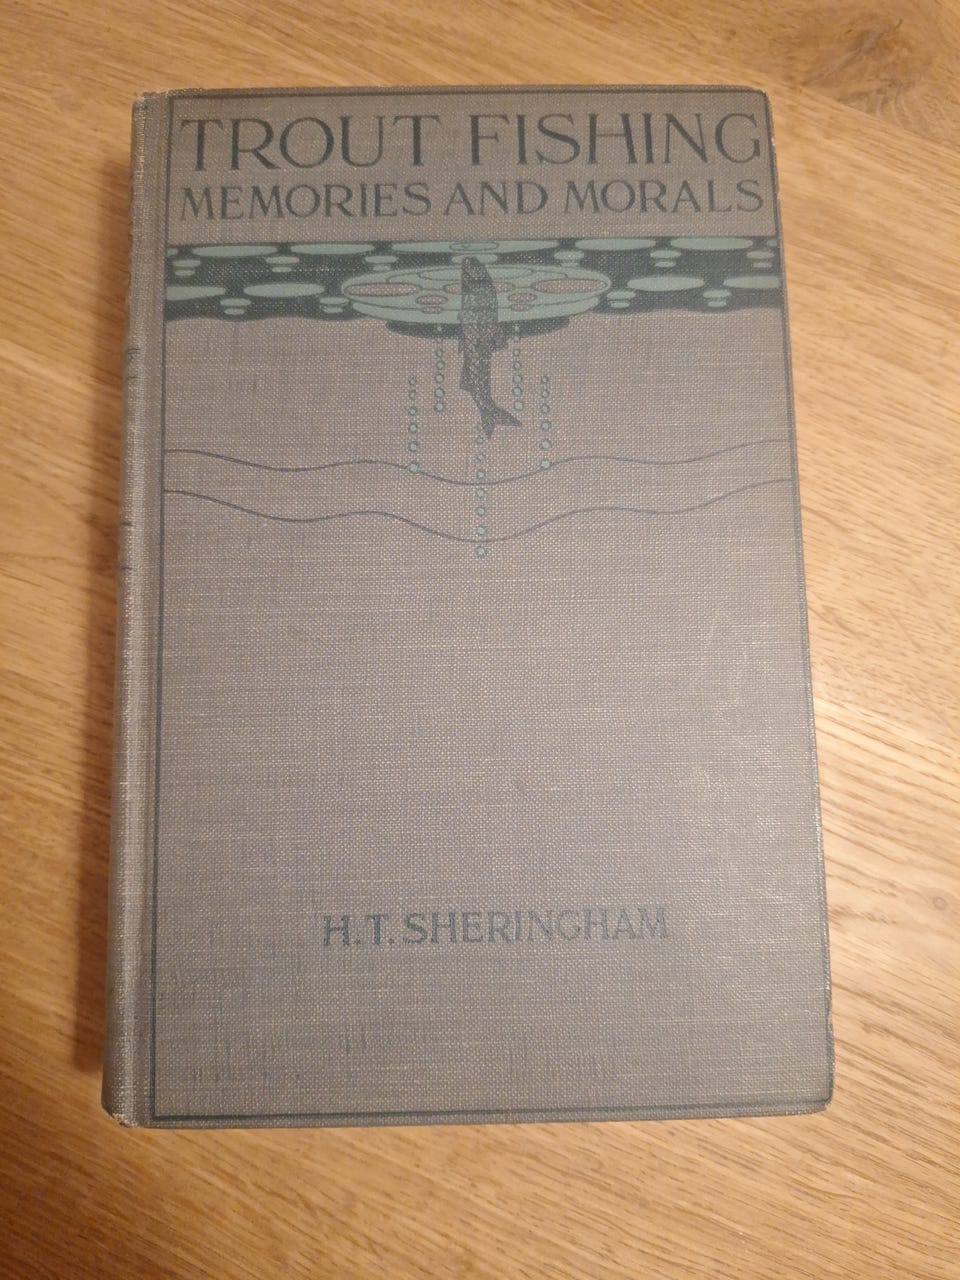 TROUT FISHING
MEMORIES AND MORALS
H.T. SHERINGHAM